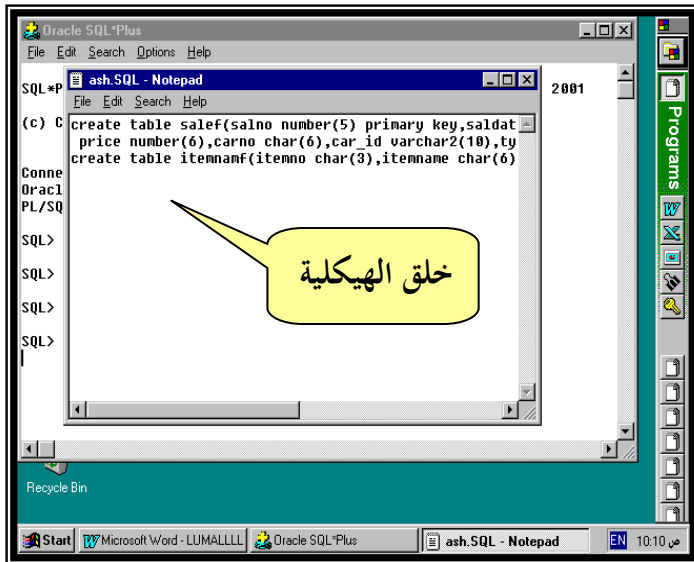 Oracle SQL*Plus
File Edit Search Options Help
SQL*P
2001
(c) C
Conne
Oracl
PL/SQ
SQL>
SQL>
SQL>
SQL>
ash.SQL - Notepad
File Edit Search Help
create table salef(salno number(5) primary key,saldat
price number(6),carno char(6),car_id varchar2(10),ty
create table itemnamf(itemno char(3),itemname char(6)
خلق الهيكلية
Programs
Recycle Bin
Start
Microsoft Word - LUMALLLL
Oracle SQL*Plus
ash.SQL - Notepad
EN
10:10 ص